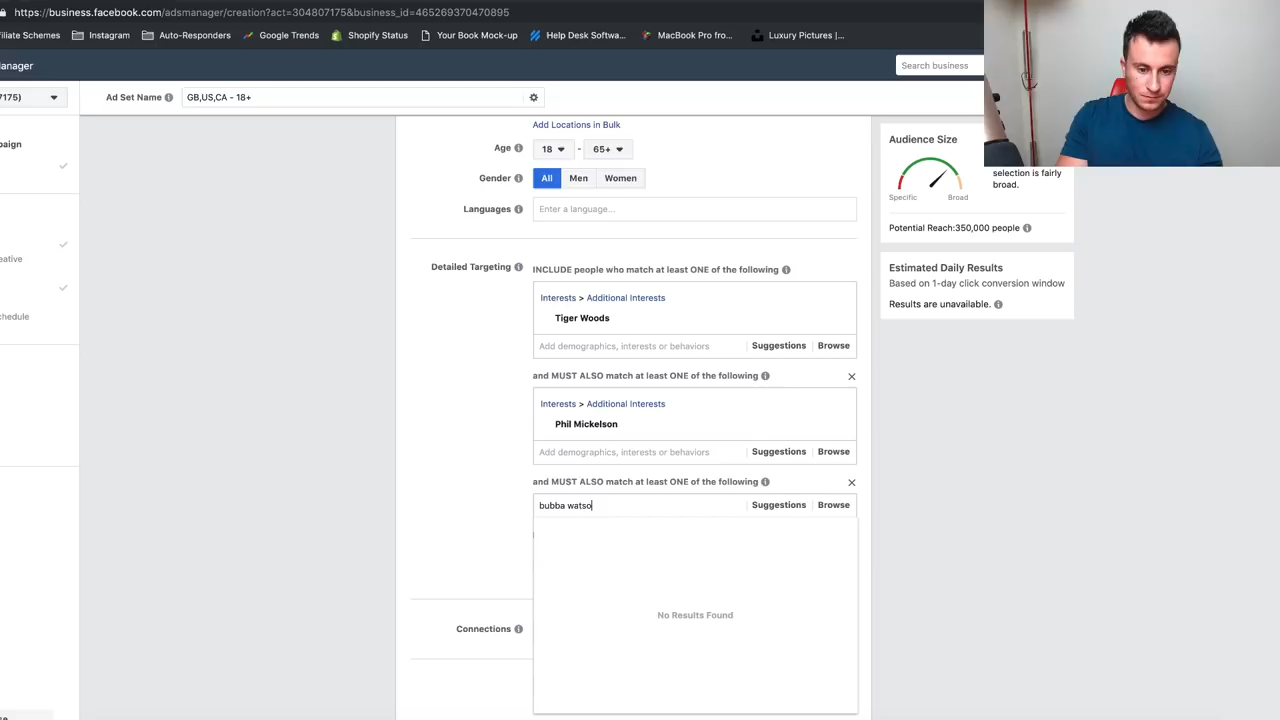 https://business.facebook.com/adsmanager/creation?act=304807175&business_id=465269370470895
iliate Schemes
Instagram
Auto-Responders
Google Trends
Shopify Status
Your Book Mock-up
Help Desk Softwa...
MacBook Pro fro...
Luxury Pictures |...
anager
Search business
7175)
Ad Set Name
GB,US,CA - 18+
paign
eative
chedule
se
Add Locations in Bulk
Age
18 - 65+
Gender
All Men Women
Languages
Enter a language...
Detailed Targeting
INCLUDE people who match at least ONE of the following
Interests > Additional Interests
Tiger Woods
Add demographics, interests or behaviors
Suggestions
Browse
and MUST ALSO match at least ONE of the following
Interests > Additional Interests
Phil Mickelson
Add demographics, interests or behaviors
Suggestions
Browse
and MUST ALSO match at least ONE of the following
bubba watso
Suggestions
Browse
No Results Found
Connections
Audience Size
Specific
Broad
selection is fairly
broad.
Potential Reach:350,000 people
Estimated Daily Results
Based on 1-day click conversion window
Results are unavailable.